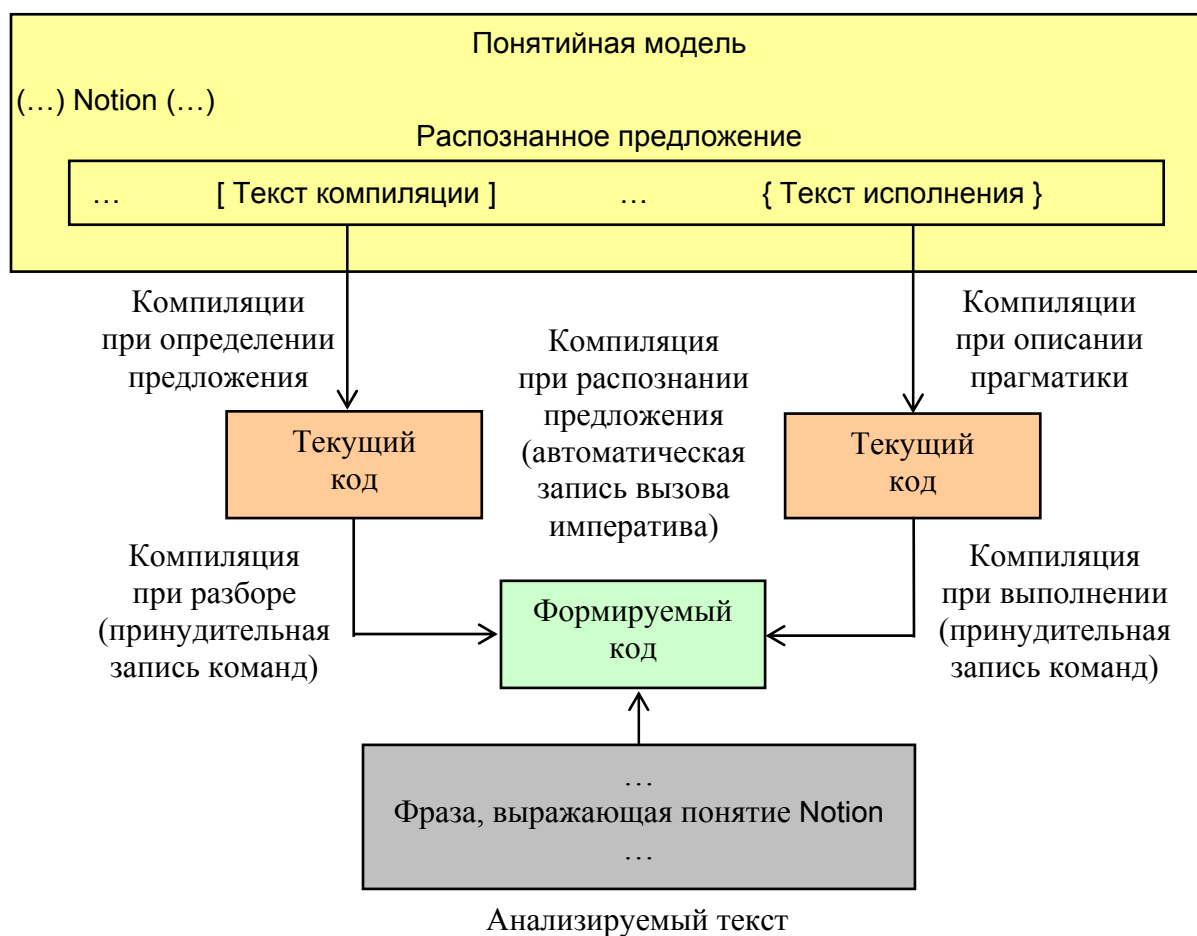 Понятийная модель
(…) Notion (…)
Распознанное предложение
… [ Текст компиляции ] … { Текст исполнения }
Компиляции
при определении
предложения
Компиляция
при распознании
предложения
(автоматическая
запись вызова
императива)
Компиляции
при описании
прагматики
Текущий
код
Текущий
код
Компиляция
при разборе
(принудительная
запись команд)
Формируемый
код
Компиляция
при выполнении
(принудительная
запись команд)
…
Фраза, выражающая понятие Notion
…
Анализируемый текст